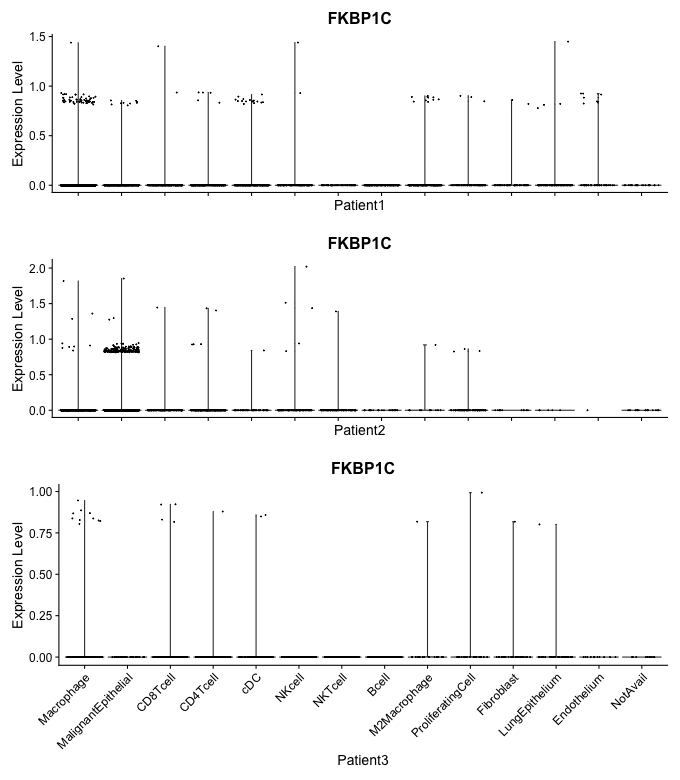 FKBP1C
1.5
1.0
0.5
0.0
Expression Level
Patient1
FKBP1C
2.0
1.5
1.0
0.5
0.0
Expression Level
Patient2
FKBP1C
1.00
0.75
0.50
0.25
0.00
Expression Level
Macrophage
MalignantEpithelial
CD8Tcell
CD4Tcell
cDC
NKcell
NKTcell
Bcell
M2Macrophage
ProliferatingCell
Fibroblast
LungEpithelium
Endothelium
NotAvail
Patient3